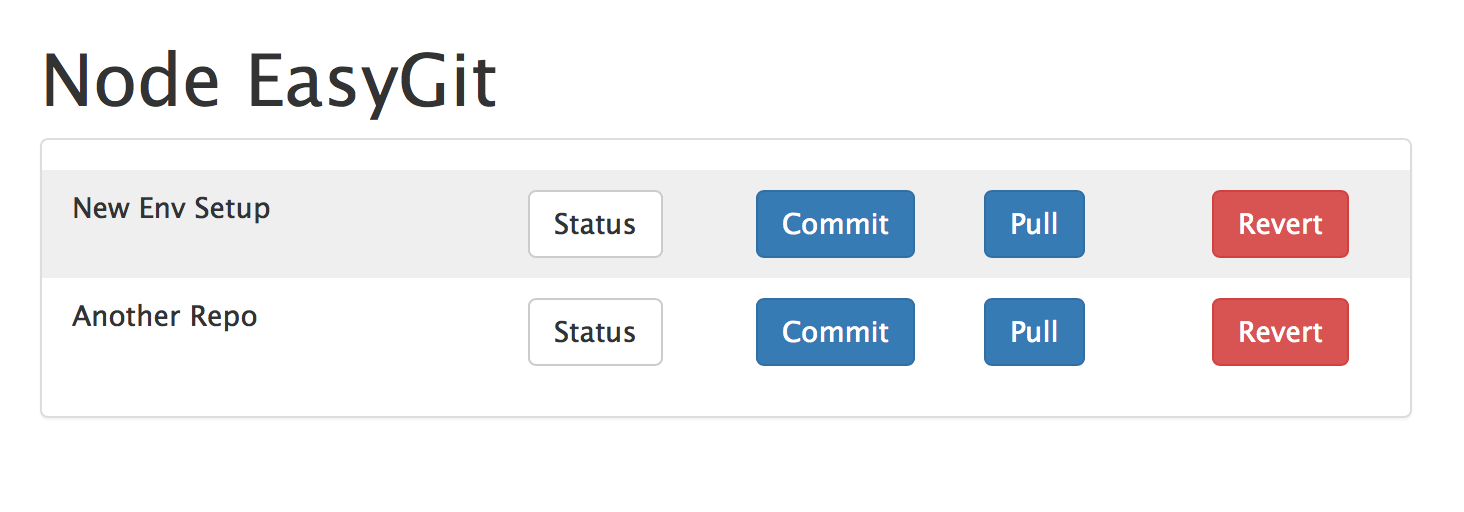 Node EasyGit
New Env Setup Status Commit Pull Revert
Another Repo Status Commit Pull Revert